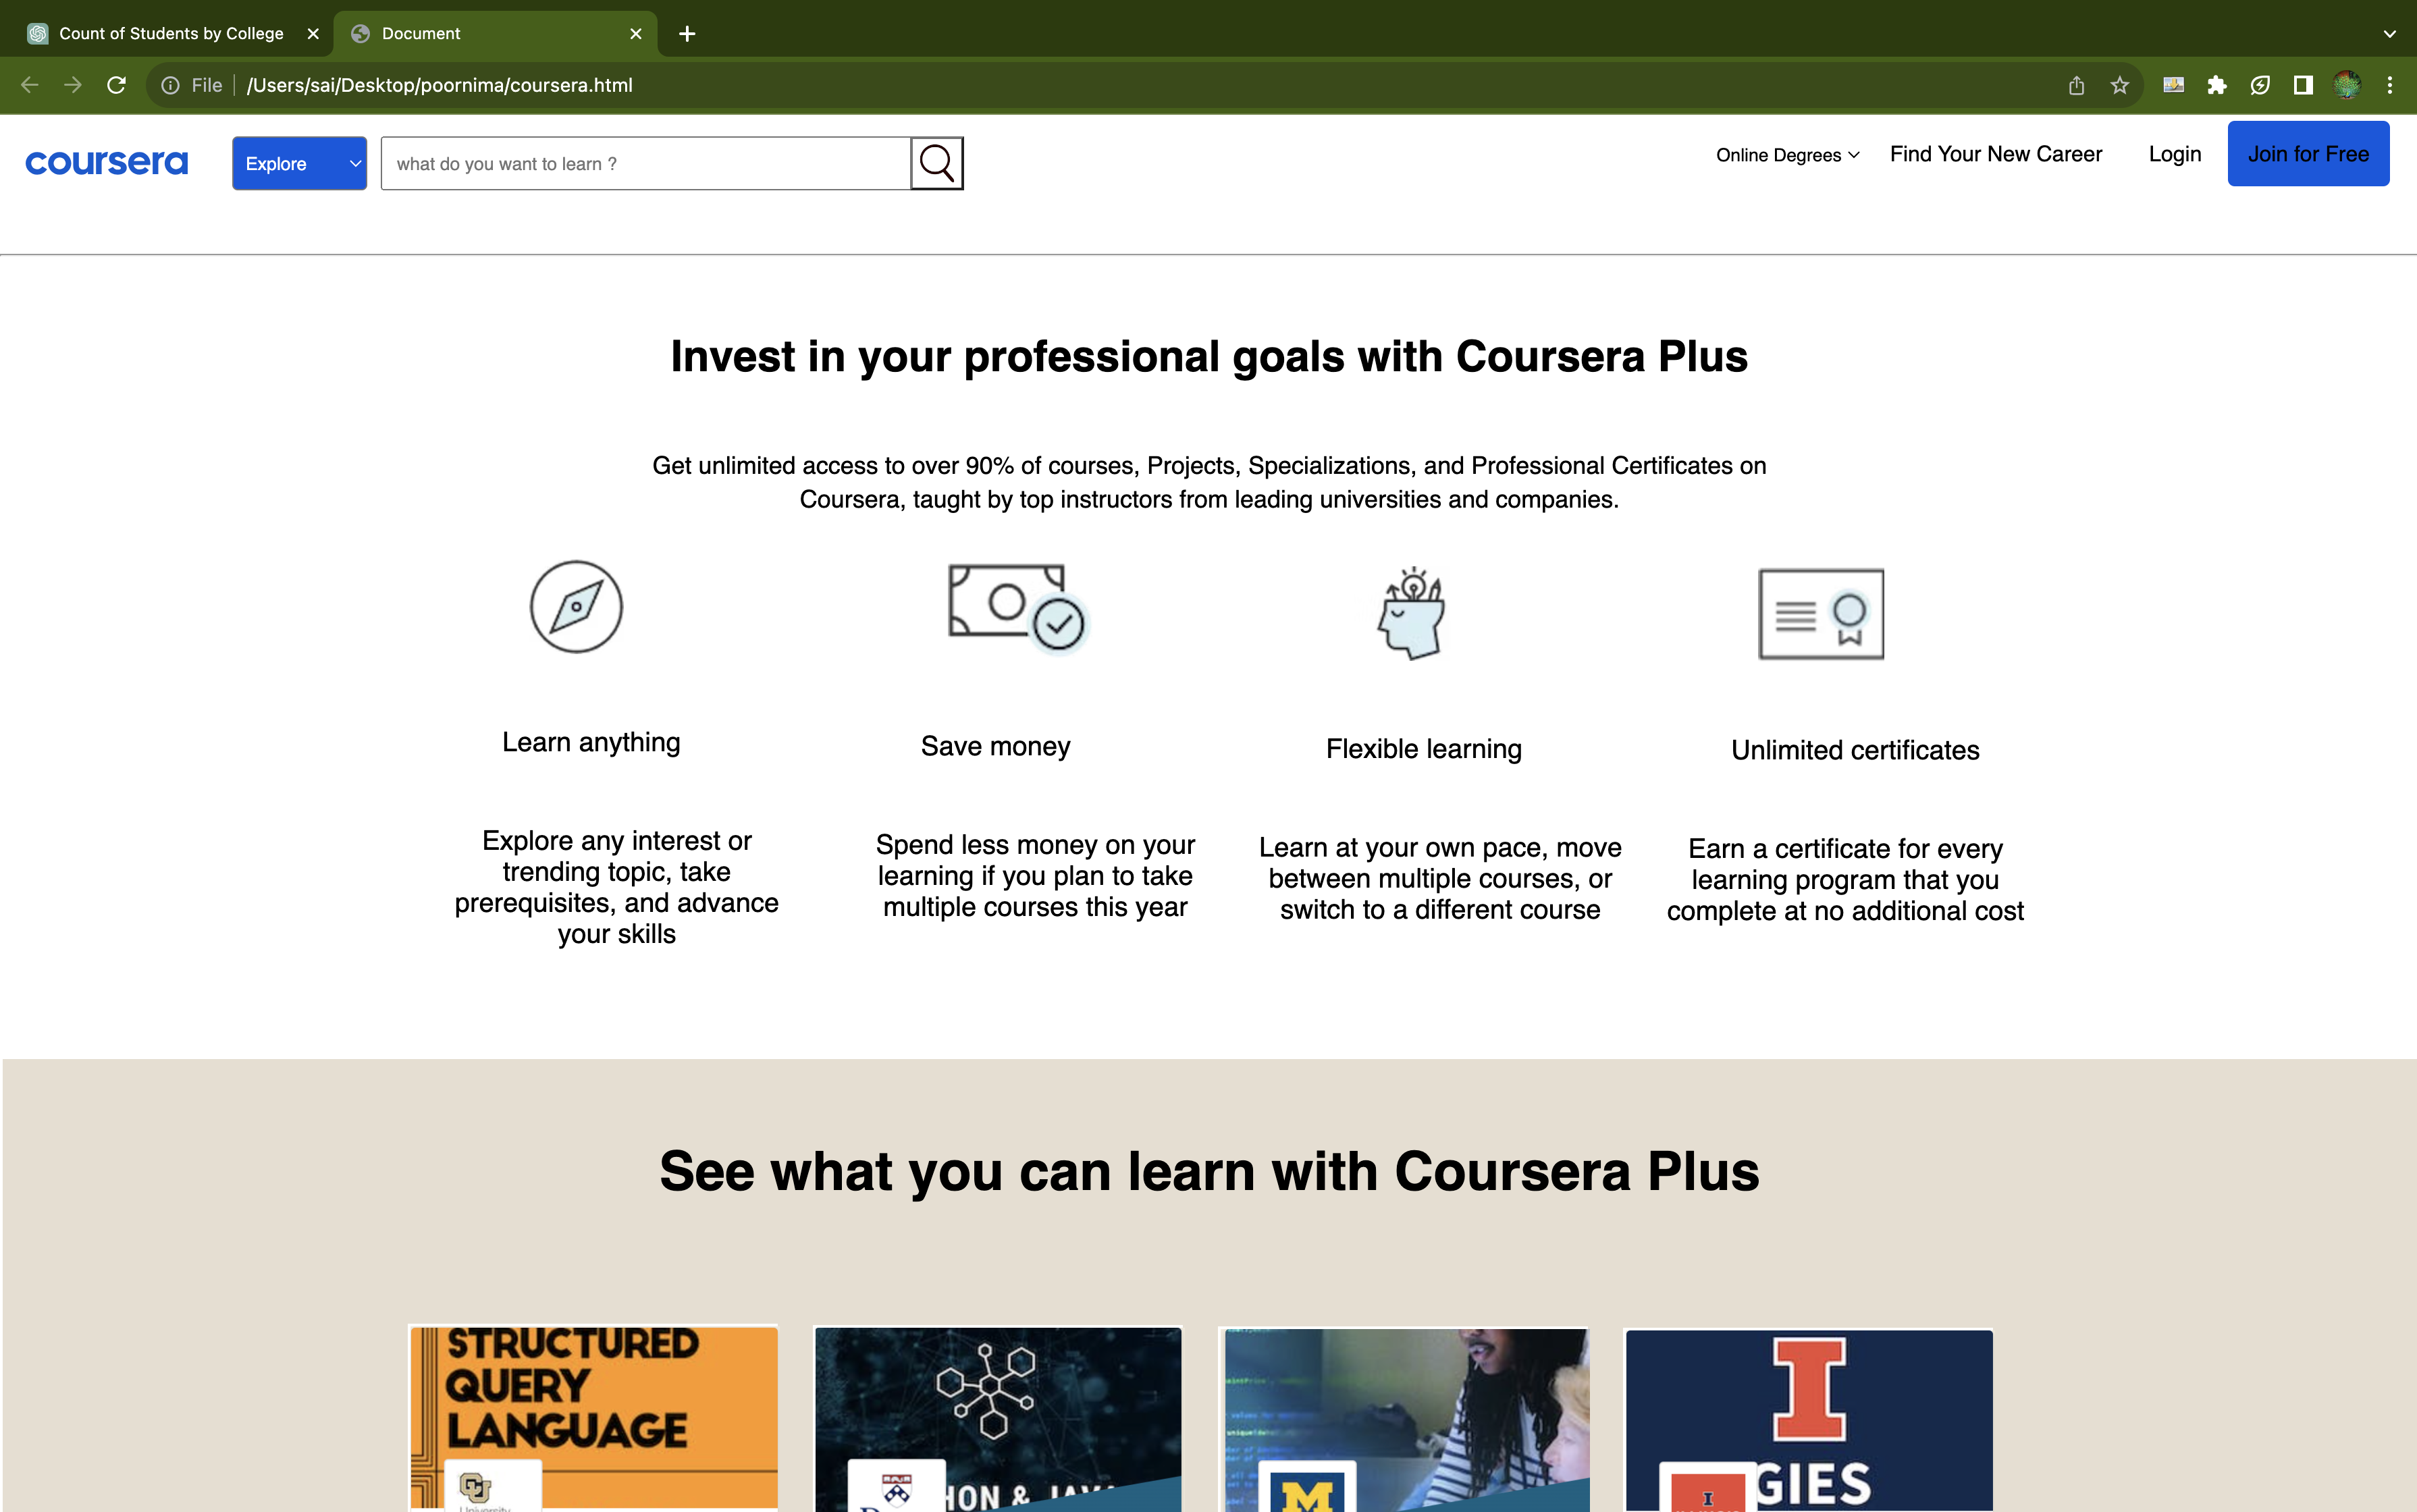 Count of Students by College
Document
File
/Users/sai/Desktop/poornima/coursera.html
coursera
Explore
what do you want to learn ?
Online Degrees
Find Your New Career
Login
Join for Free
Invest in your professional goals with Coursera Plus
Get unlimited access to over 90% of courses, Projects, Specializations, and Professional Certificates on
Coursera, taught by top instructors from leading universities and companies.
Learn anything
Save money
Flexible learning
Unlimited certificates
Explore any interest or
trending topic, take
prerequisites, and advance
your skills
Spend less money on your
learning if you plan to take
multiple courses this year
Learn at your own pace, move
between multiple courses, or
switch to a different course
Earn a certificate for every
learning program that you
complete at no additional cost
See what you can learn with Coursera Plus
STRUCTURED
QUERY
LANGUAGE
CU
University
HON & JAVA
M
I
GIES
I